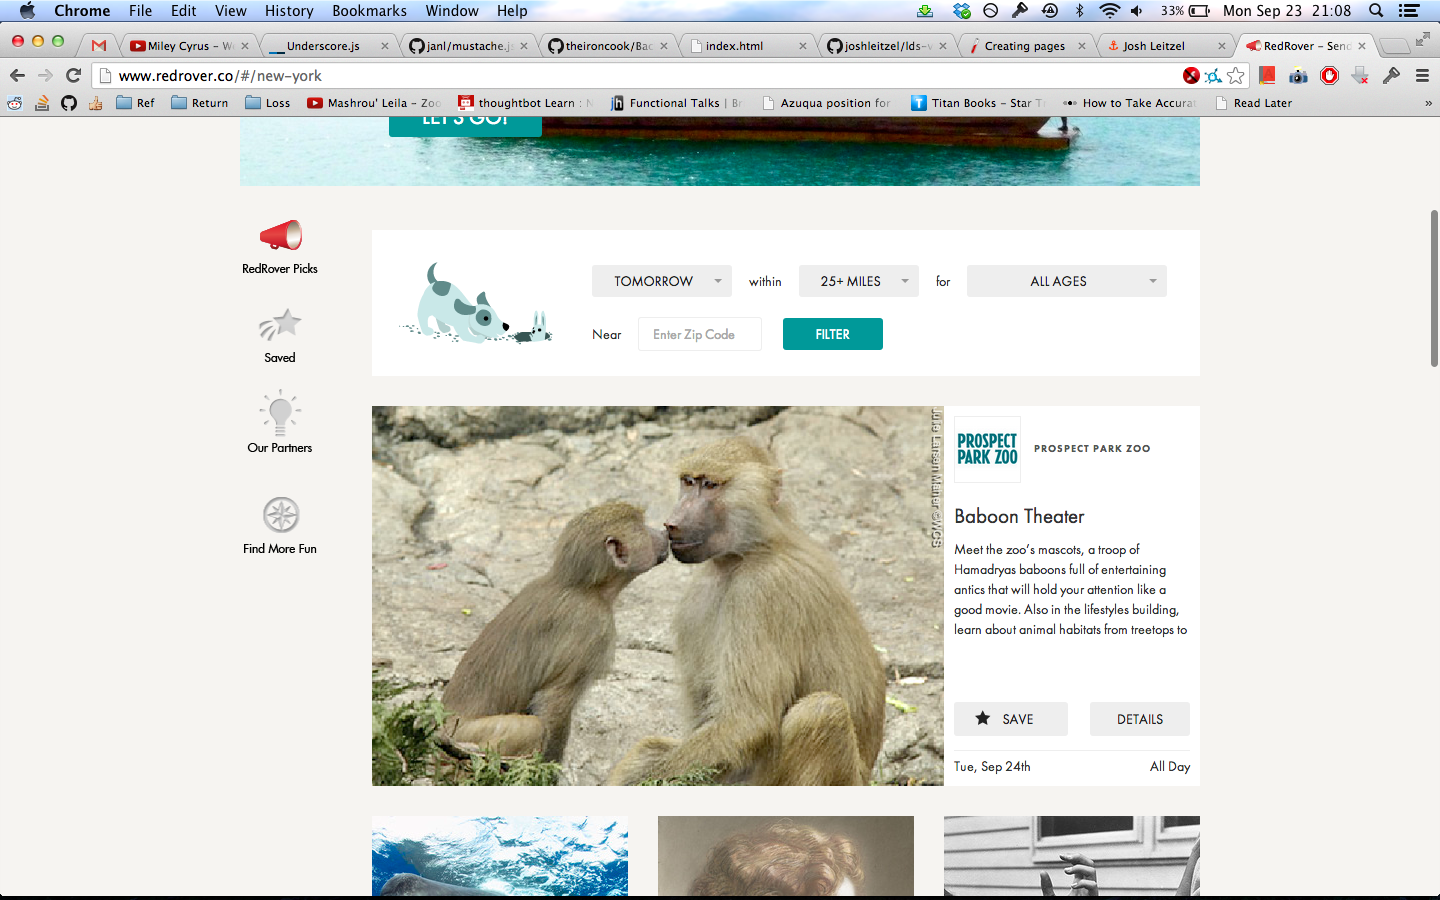 Chrome File Edit View History Bookmarks Window Help 33% Mon Sep 23 21:08
Miley Cyrus – W
Underscore.js
janl/mustache.js
theironcook/Bac
index.html
joshleitzel/lds-v
Creating pages
Josh Leitzel
RedRover – Send
www.redrover.co/#/new-york
Ref Return Loss Mashrou' Leila – Zoo thoughtbot Learn : N Functional Talks | Br Azuqua position for Titan Books – Star Tr How to Take Accurat Read Later »
LET'S GO!
RedRover Picks
Saved
Our Partners
Find More Fun
TOMORROW within 25+ MILES for ALL AGES
Near Enter Zip Code FILTER
Julie Larsen Maher ©WCS
PROSPECT
PARK ZOO
PROSPECT PARK ZOO
Baboon Theater
Meet the zoo's mascots, a troop of
Hamadryas baboons full of entertaining
antics that will hold your attention like a
good movie. Also in the lifestyles building,
learn about animal habitats from treetops to
SAVE DETAILS
Tue, Sep 24th All Day